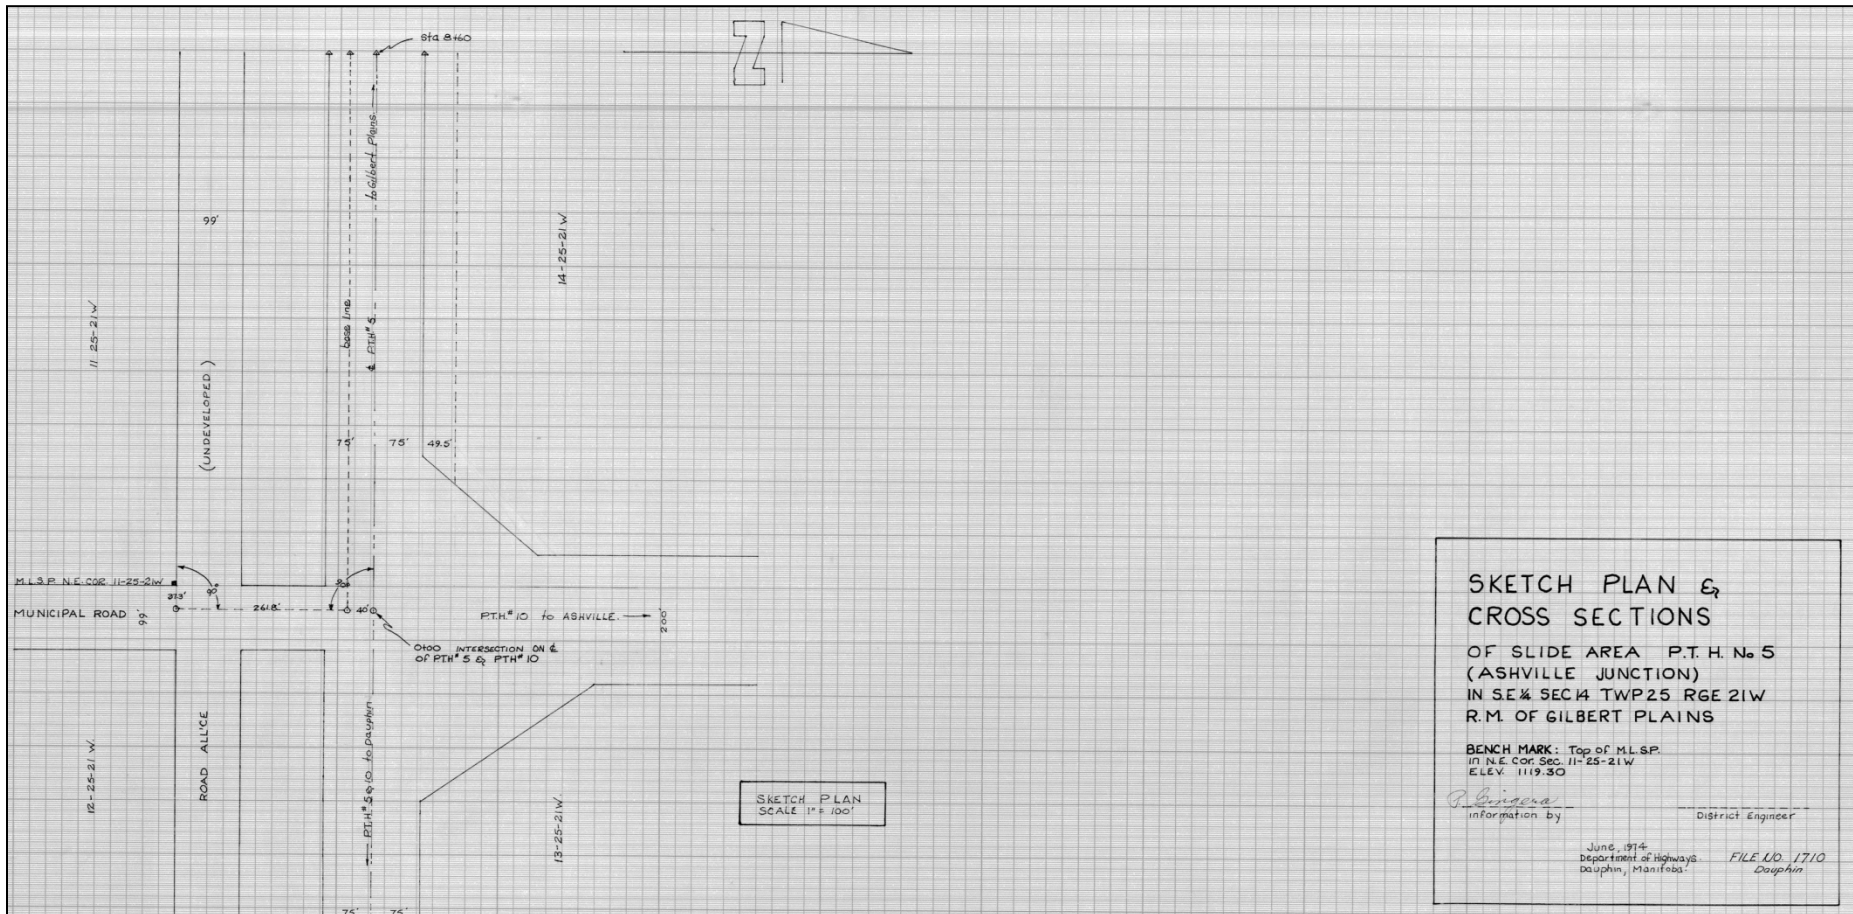 Sta 8+60
N
to Gilbert Plains
99'
14-25-21W
11 25-21W
base line
℄ P.T.H.# 5
(UNDEVELOPED)
75'
75'
49.5'
M.L.S.P. N.E. COR. 11-25-21W
37.3'
90°
90°
MUNICIPAL ROAD
99'
261.8'
40'
P.T.H.# 10 to ASHVILLE
200'
0+00 INTERSECTION ON ℄
OF PTH# 5 & PTH# 10
ROAD ALL'CE
12-25-21W.
P.T.H.# 5 & 10 to Dauphin
13-25-21W.
75'
75'
SKETCH PLAN
SCALE 1" = 100'
SKETCH PLAN &
CROSS SECTIONS
OF SLIDE AREA P.T.H. No 5
(ASHVILLE JUNCTION)
IN S.E ¼ SEC 14 TWP 25 RGE 21W
R.M. OF GILBERT PLAINS
BENCH MARK: Top of M.L.S.P.
in N.E. Cor. Sec. 11-25-21W
ELEV. 1119.30
information by
District Engineer
June, 1974
Department of Highways
Dauphin, Manitoba.
FILE NO. 1710
Dauphin